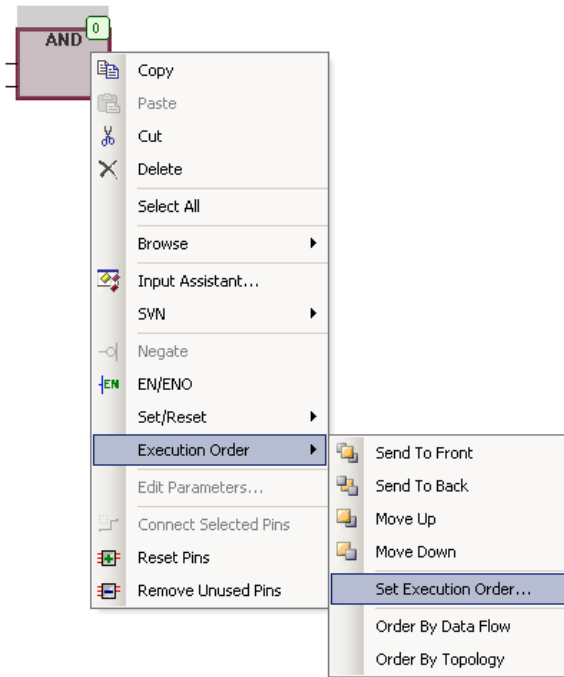 0
AND
Copy
Paste
Cut
Delete
Select All
Browse
Input Assistant...
SVN
Negate
EN
EN/ENO
Set/Reset
Execution Order
Edit Parameters...
Connect Selected Pins
Reset Pins
Remove Unused Pins
Send To Front
Send To Back
Move Up
Move Down
Set Execution Order...
Order By Data Flow
Order By Topology